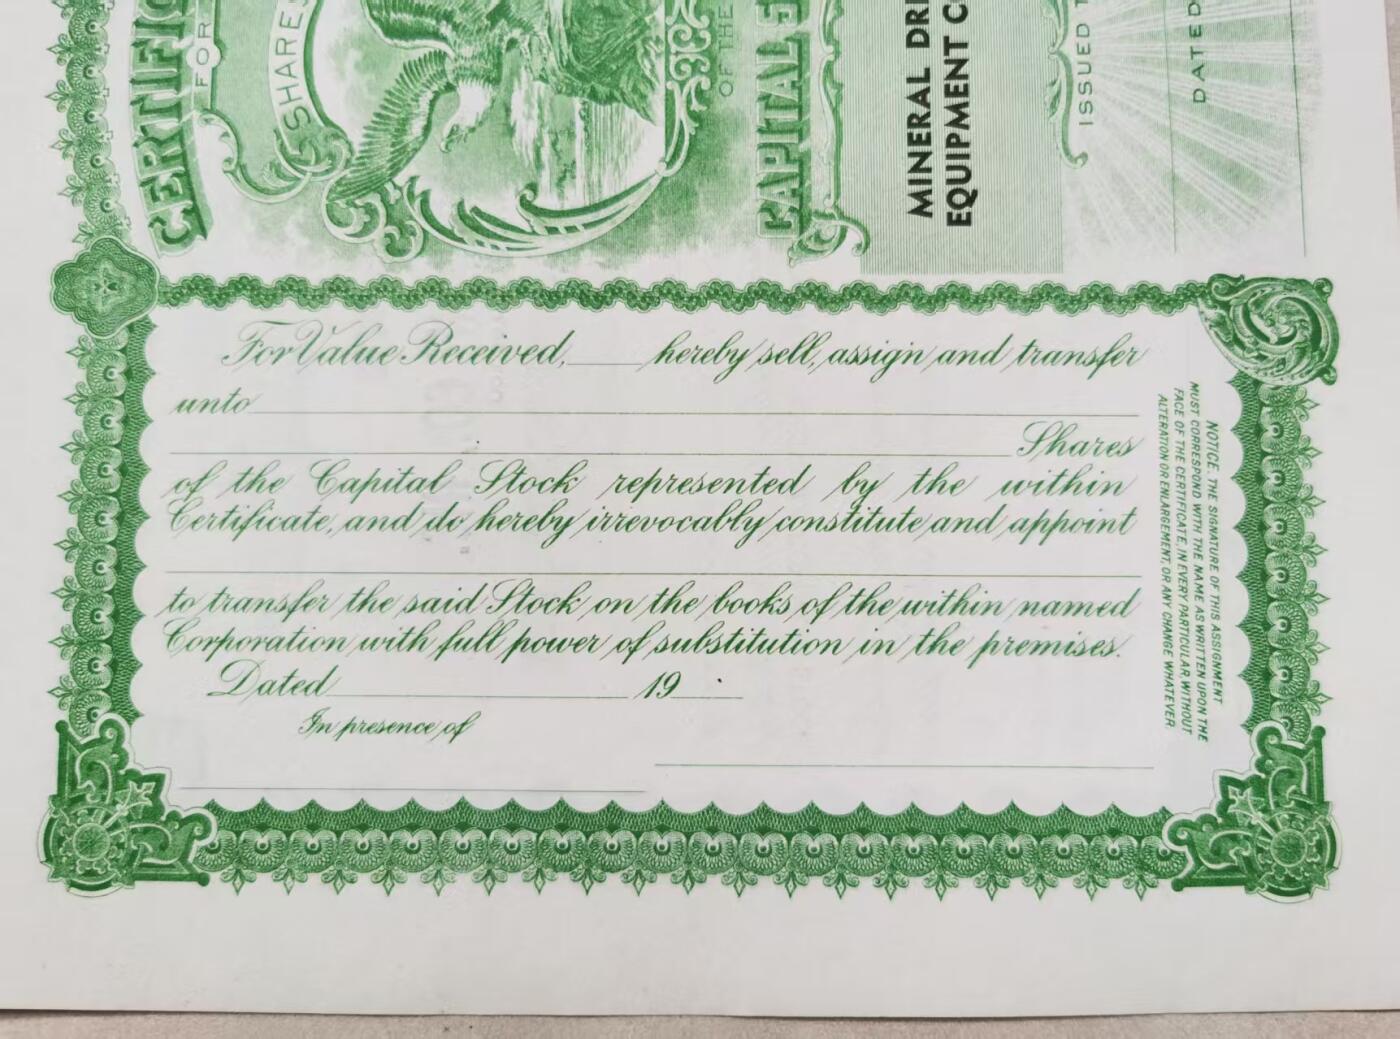 CERTIFIC
FOR
SHARES
OF THE
CAPITAL S
MINERAL DRI
EQUIPMENT C
ISSUED T
DATED
For Value Received, hereby sell, assign and transfer
unto
Shares
of the Capital Stock represented by the within
Certificate, and do hereby irrevocably constitute and appoint
to transfer the said Stock on the books of the within named
Corporation with full power of substitution in the premises.
Dated 19
In presence of
NOTICE. THE SIGNATURE OF THIS ASSIGNMENT
MUST CORRESPOND WITH THE NAME AS WRITTEN UPON THE
FACE OF THE CERTIFICATE, IN EVERY PARTICULAR, WITHOUT
ALTERATION OR ENLARGEMENT, OR ANY CHANGE WHATEVER